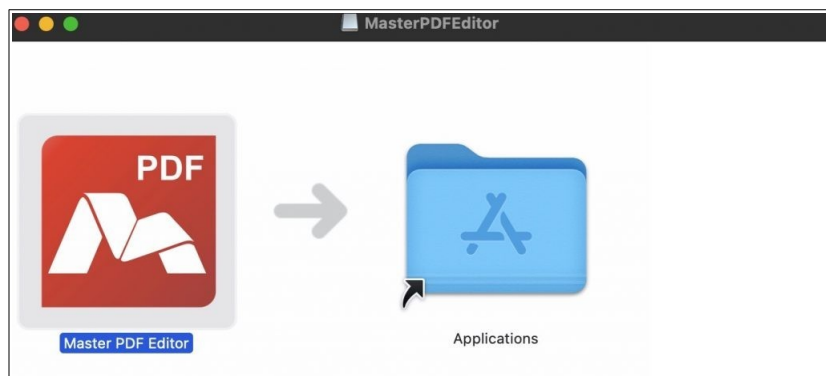 MasterPDFEditor
PDF
Master PDF Editor
Applications